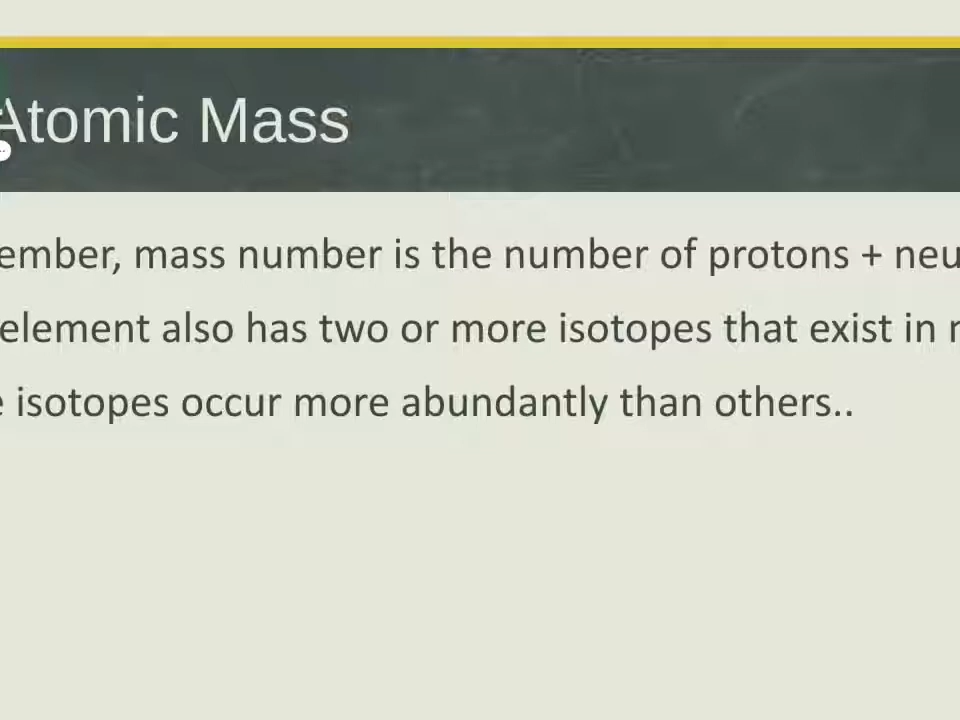 Atomic Mass
ember, mass number is the number of protons + neu
element also has two or more isotopes that exist in
isotopes occur more abundantly than others..